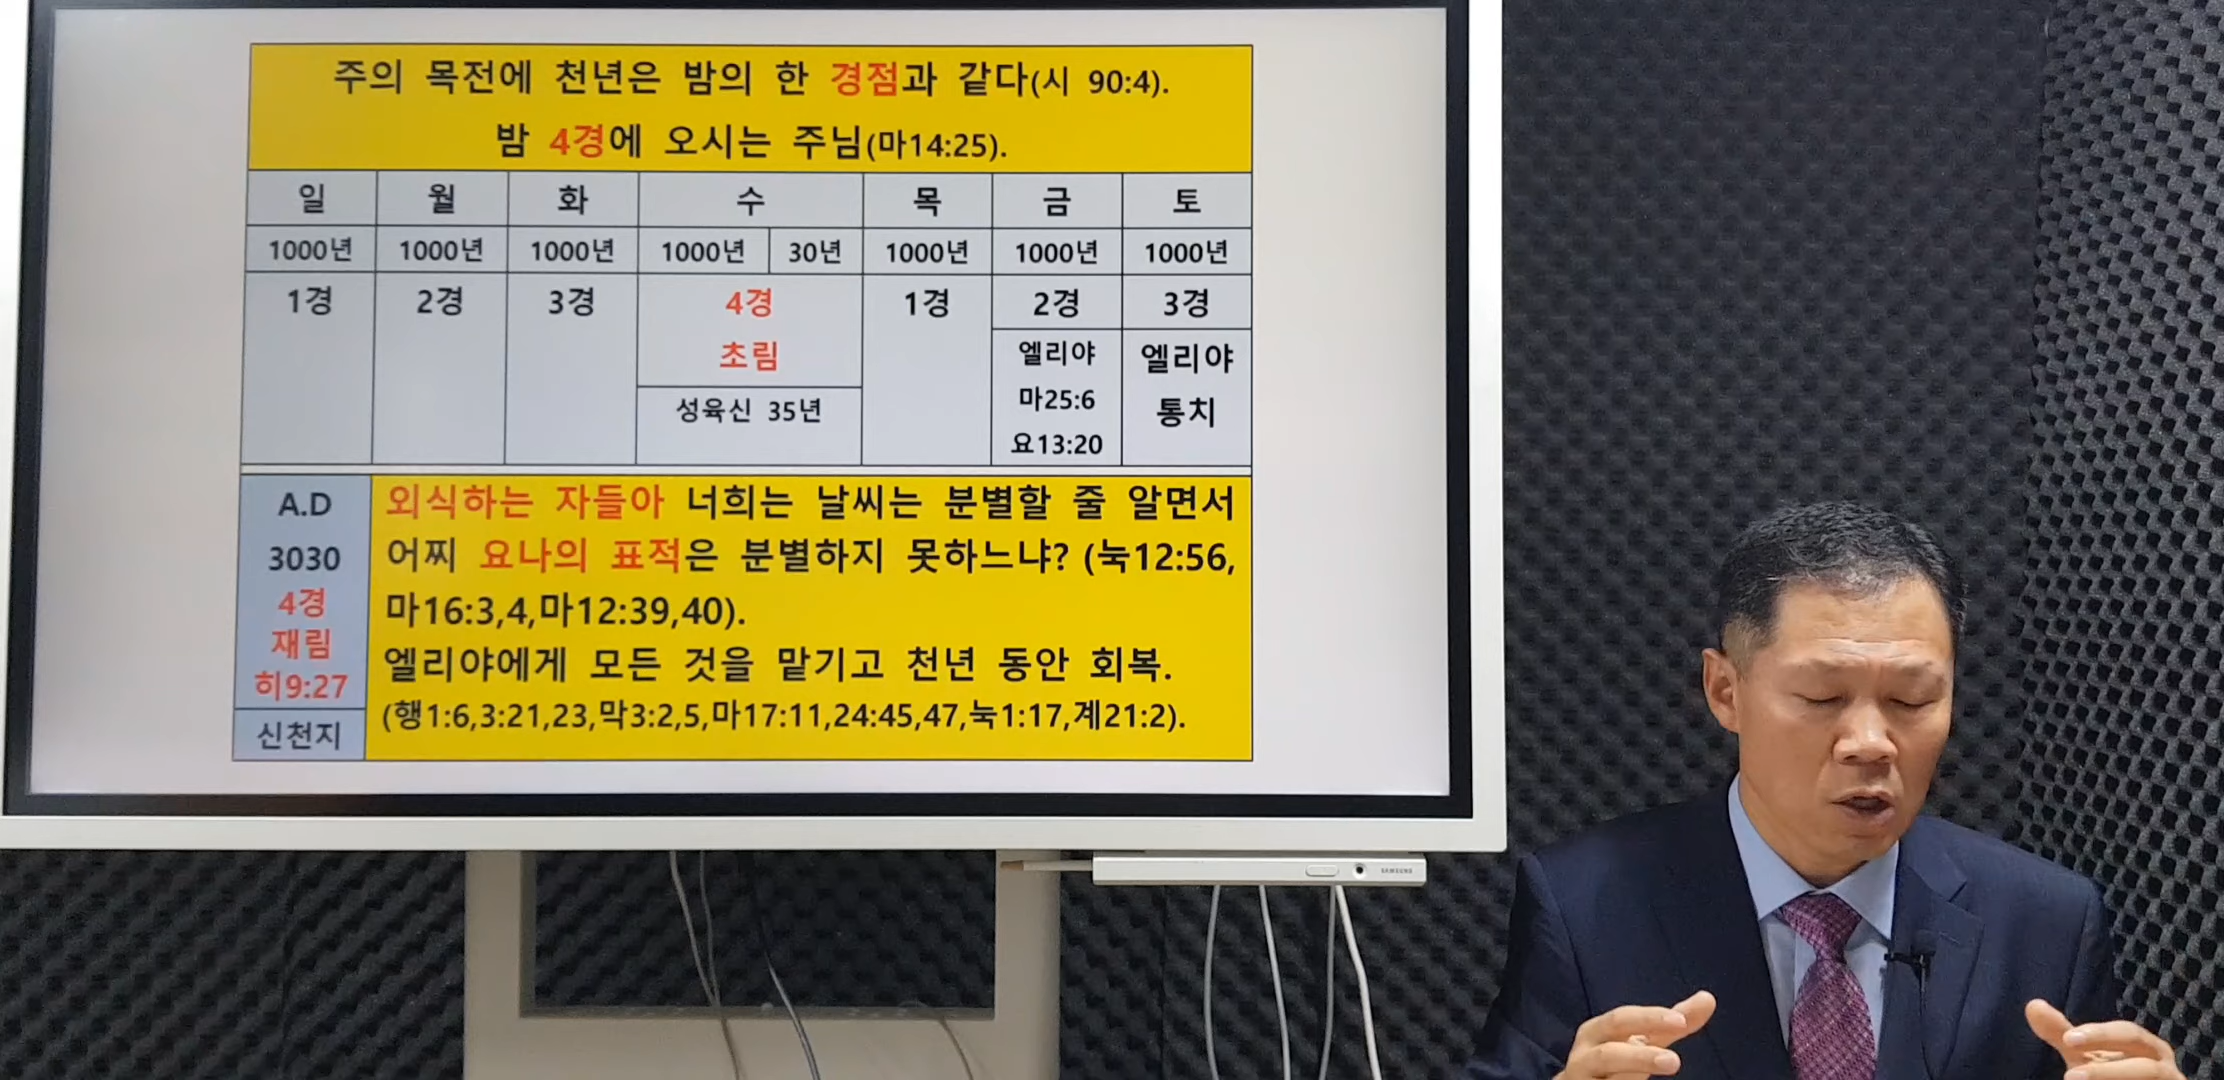 주의 목전에 천년은 밤의 한 경점과 같다(시 90:4).
밤 4경에 오시는 주님(마14:25).
일 월 화 수 목 금 토
1000년 1000년 1000년 1000년 30년 1000년 1000년 1000년
1경 2경 3경 4경 1경 2경 3경
초림
성육신 35년
엘리야
마25:6
요13:20
엘리야
통치
A.D
3030
4경
재림
히9:27
신천지
외식하는 자들아 너희는 날씨는 분별할 줄 알면서
어찌 요나의 표적은 분별하지 못하느냐? (눅12:56,
마16:3,4,마12:39,40).
엘리야에게 모든 것을 맡기고 천년 동안 회복.
(행1:6,3:21,23,막3:2,5,마17:11,24:45,47,눅1:17,계21:2).
SAMSUNG